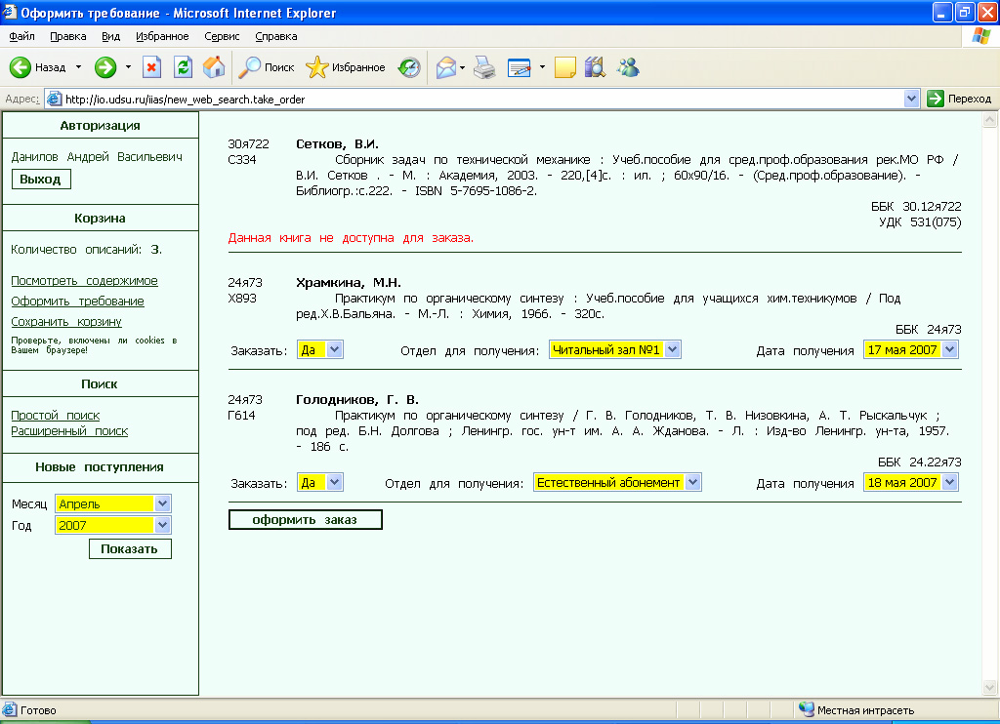 Оформить требование - Microsoft Internet Explorer
Файл Правка Вид Избранное Сервис Справка
Назад Поиск Избранное
Адрес: http://io.udsu.ru/iias/new_web_search.take_order Переход
Авторизация
Данилов Андрей Васильевич
Выход
Корзина
Количество описаний: 3.
Посмотреть содержимое
Оформить требование
Сохранить корзину
Проверьте, включены ли cookies в
Вашем браузере!
Поиск
Простой поиск
Расширенный поиск
Новые поступления
Месяц Апрель
Год 2007
Показать
30я722 Сетков, В.И.
С334 Сборник задач по технической механике : Учеб.пособие для сред.проф.образования рек.МО РФ /
В.И. Сетков . - М. : Академия, 2003. - 220,[4]с. : ил. ; 60x90/16. - (Сред.проф.образование). -
Библиогр.:с.222. - ISBN 5-7695-1086-2.
ББК 30.12я722
УДК 531(075)
Данная книга не доступна для заказа.
24я73 Храмкина, М.Н.
Х893 Практикум по органическому синтезу : Учеб.пособие для учащихся хим.техникумов / Под
ред.Х.В.Бальяна. - М.-Л. : Химия, 1966. - 320с.
ББК 24я73
Заказать: Да Отдел для получения: Читальный зал №1 Дата получения 17 мая 2007
24я73 Голодников, Г. В.
Г614 Практикум по органическому синтезу / Г. В. Голодников, Т. В. Низовкина, А. Т. Рыскальчук ;
под ред. Б.Н. Долгова ; Ленингр. гос. ун-т им. А. А. Жданова. - Л. : Изд-во Ленингр. ун-та, 1957.
- 186 с.
ББК 24.22я73
Заказать: Да Отдел для получения: Естественный абонемент Дата получения 18 мая 2007
оформить заказ
Готово Местная интрасеть